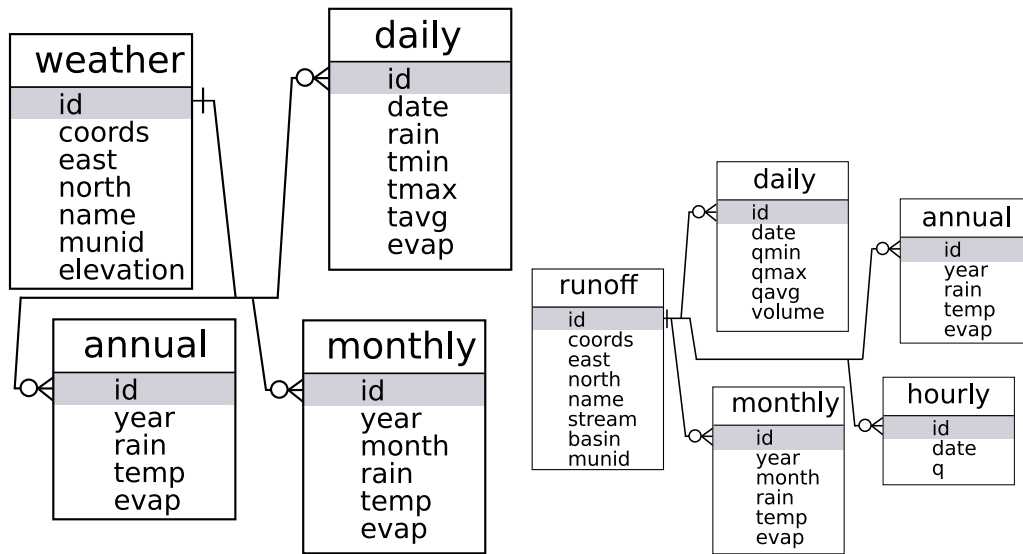 weather
id
coords
east
north
name
munid
elevation
daily
id
date
rain
tmin
tmax
tavg
evap
annual
id
year
rain
temp
evap
monthly
id
year
month
rain
temp
evap
runoff
id
coords
east
north
name
stream
basin
munid
daily
id
date
qmin
qmax
qavg
volume
annual
id
year
rain
temp
evap
monthly
id
year
month
rain
temp
evap
hourly
id
date
q